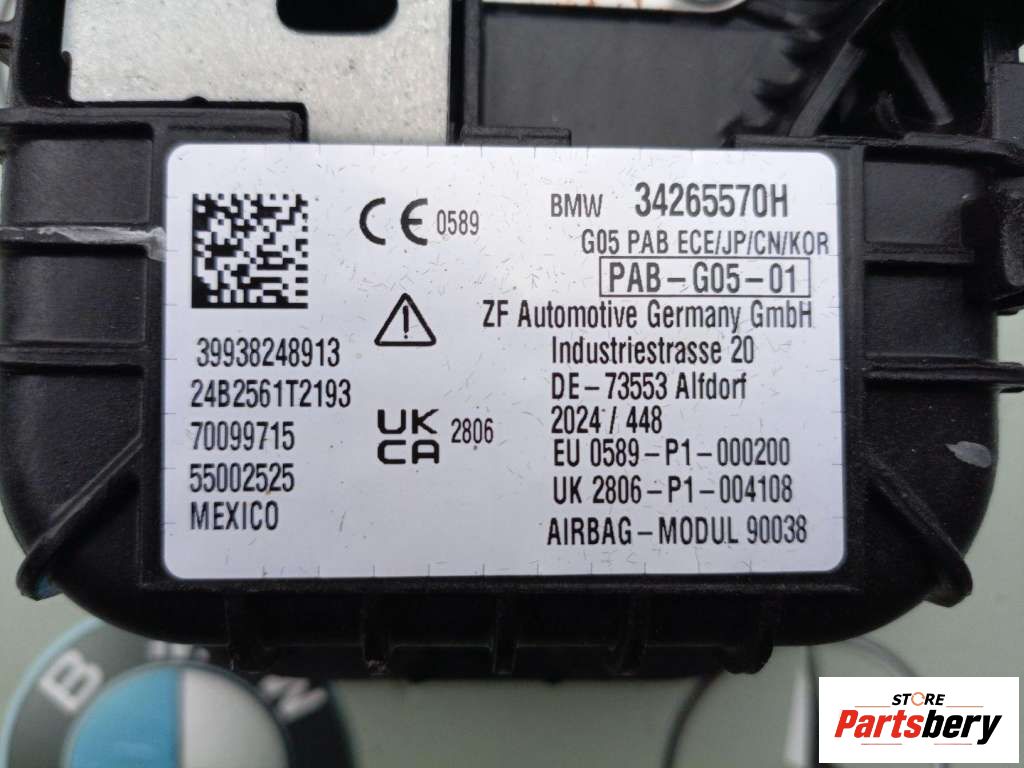 CE 0589
39938248913
24B2561T2193
70099715
55002525
MEXICO
UK
CA 2806
BMW 34265570H
G05 PAB ECE/JP/CN/KOR
PAB-G05-01
ZF Automotive Germany GmbH
Industriestrasse 20
DE-73553 Alfdorf
2024/448
EU 0589-P1-000200
UK 2806-P1-004108
AIRBAG-MODUL 90038
B M W
STORE
Partsbery